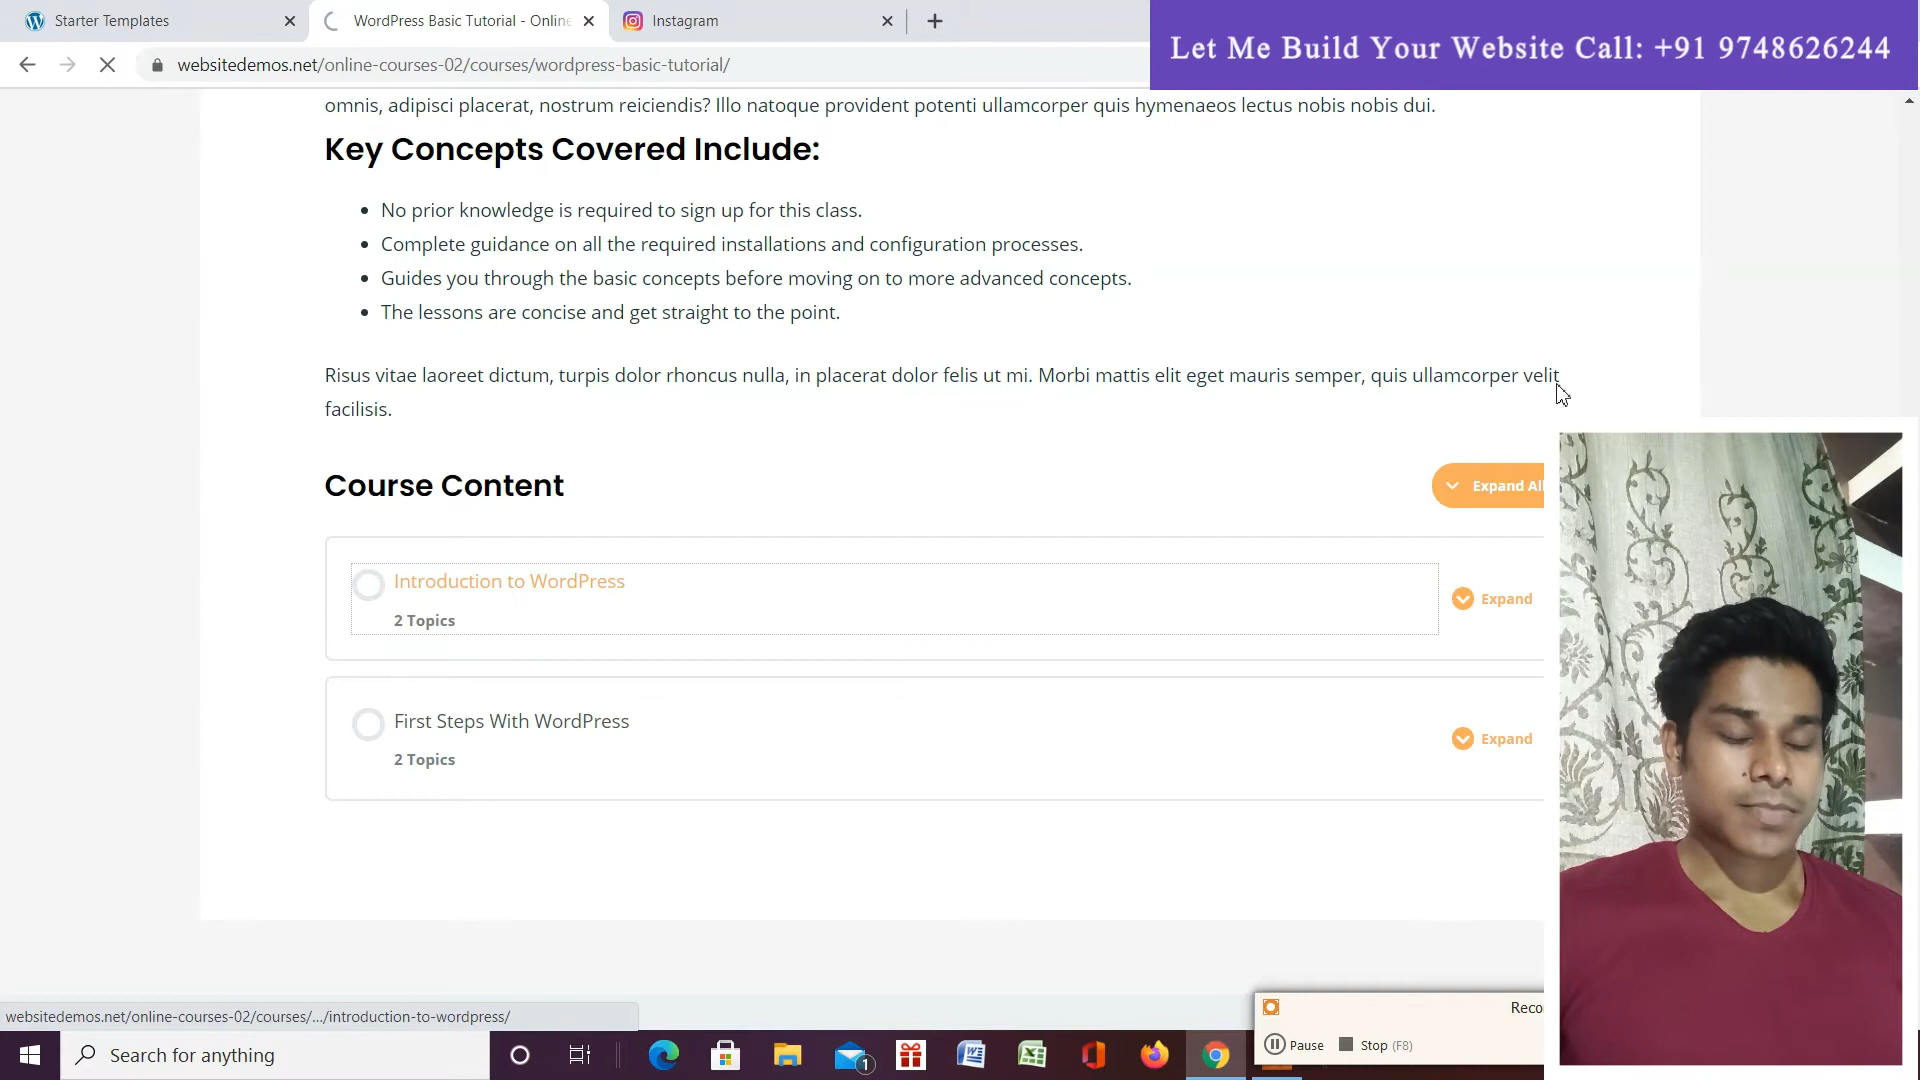 Starter Templates
WordPress Basic Tutorial - Online
Instagram
Let Me Build Your Website Call: +91 9748626244
websitedemos.net/online-courses-02/courses/wordpress-basic-tutorial/
omnis, adipisci placerat, nostrum reiciendis? Illo natoque provident potenti ullamcorper quis hymenaeos lectus nobis nobis dui.
Key Concepts Covered Include:
• No prior knowledge is required to sign up for this class.
• Complete guidance on all the required installations and configuration processes.
• Guides you through the basic concepts before moving on to more advanced concepts.
• The lessons are concise and get straight to the point.
Risus vitae laoreet dictum, turpis dolor rhoncus nulla, in placerat dolor felis ut mi. Morbi mattis elit eget mauris semper, quis ullamcorper velit
facilisis.
Course Content
Expand All
Introduction to WordPress
2 Topics
Expand
First Steps With WordPress
2 Topics
Expand
websitedemos.net/online-courses-02/courses/.../introduction-to-wordpress/
Reco
Pause
Stop (F8)
Search for anything
1